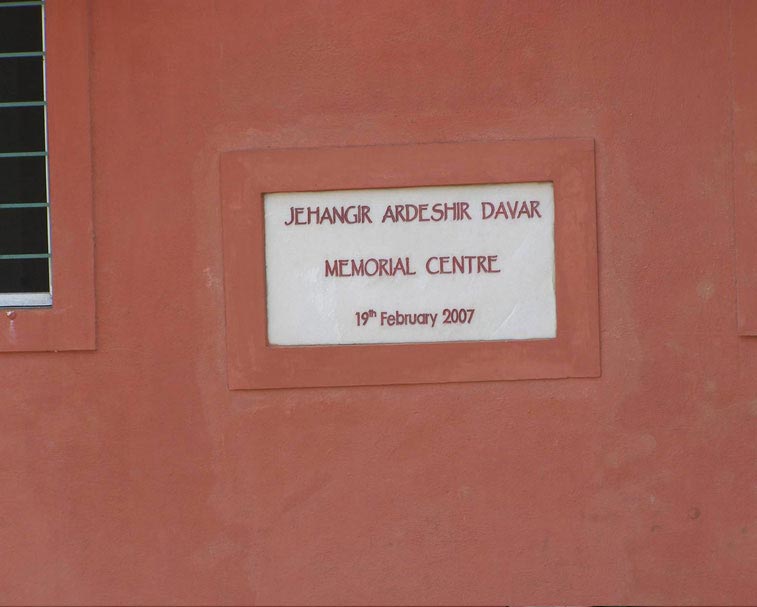 JEHANGIR ARDESHIR DAVAR
MEMORIAL CENTRE
19th February 2007